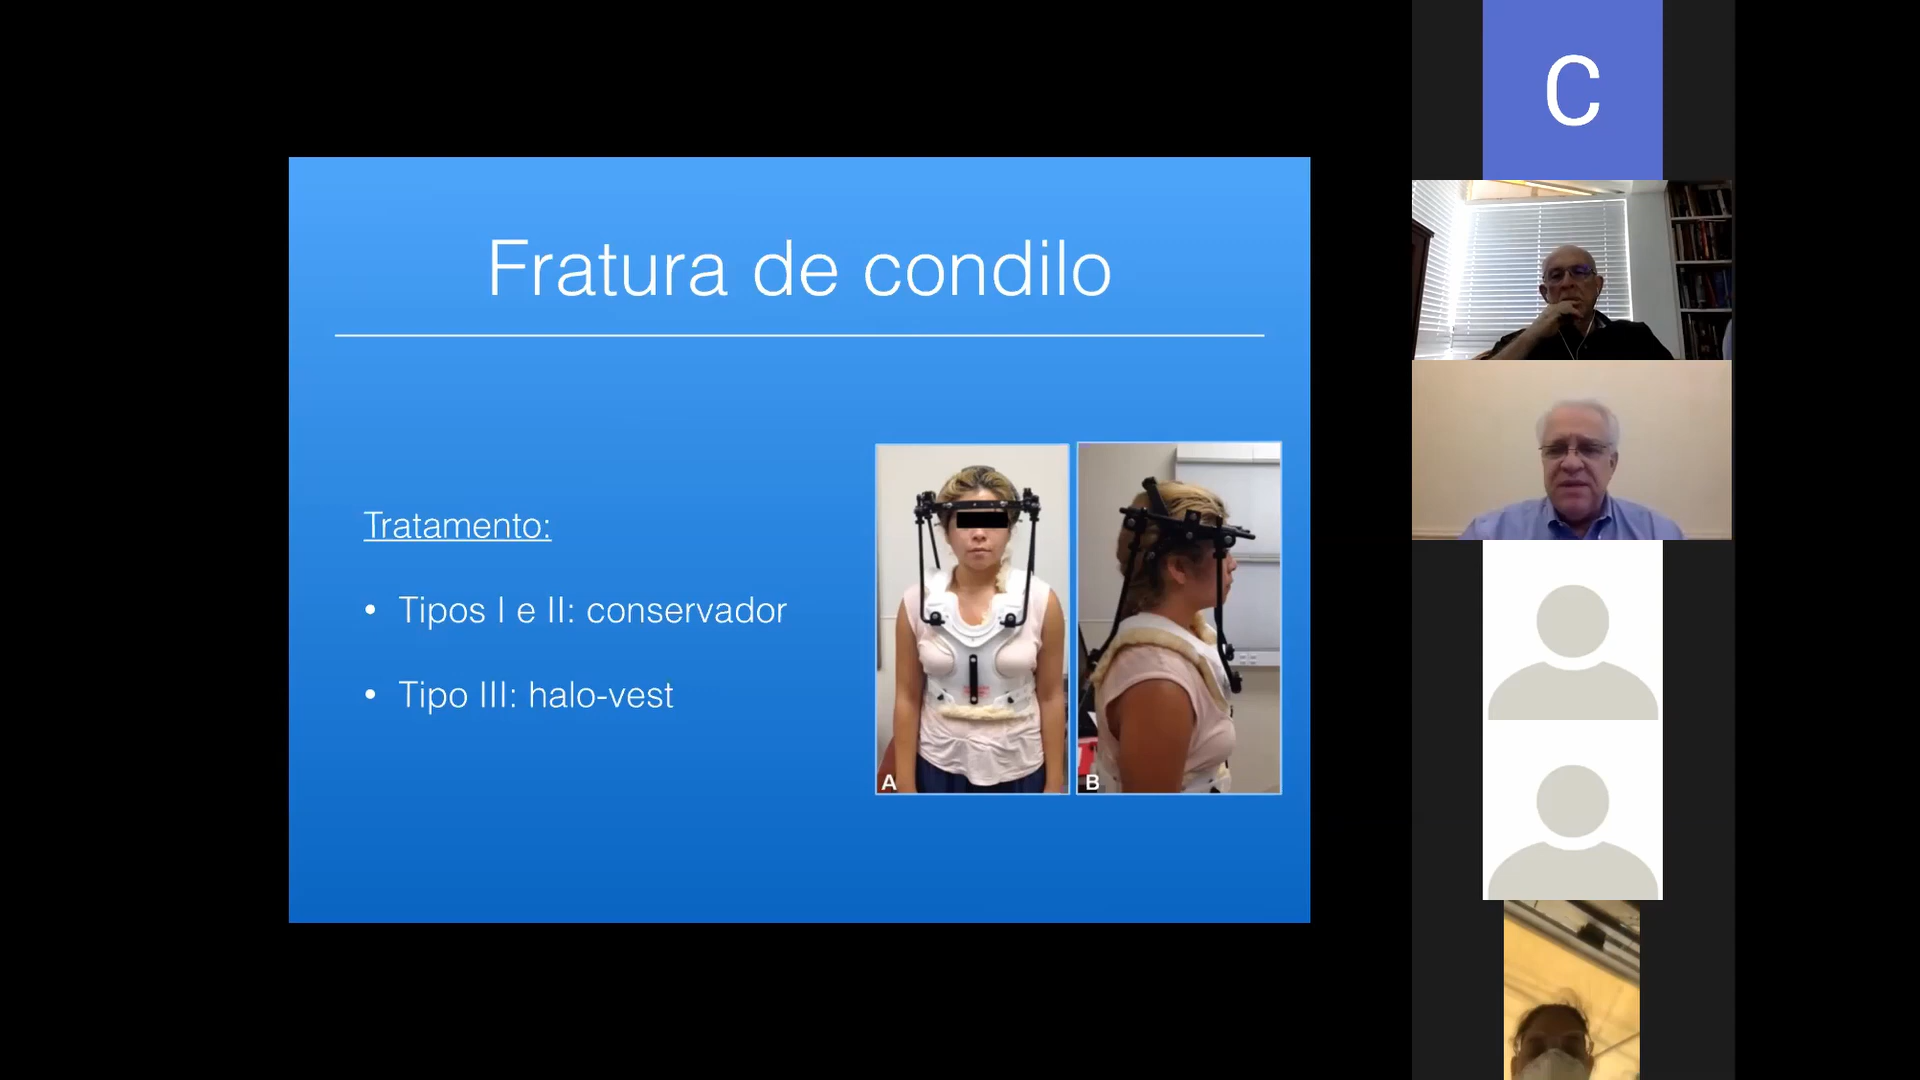 Fratura de condilo
Tratamento:
• Tipos I e II: conservador
• Tipo III: halo-vest
A
B
C